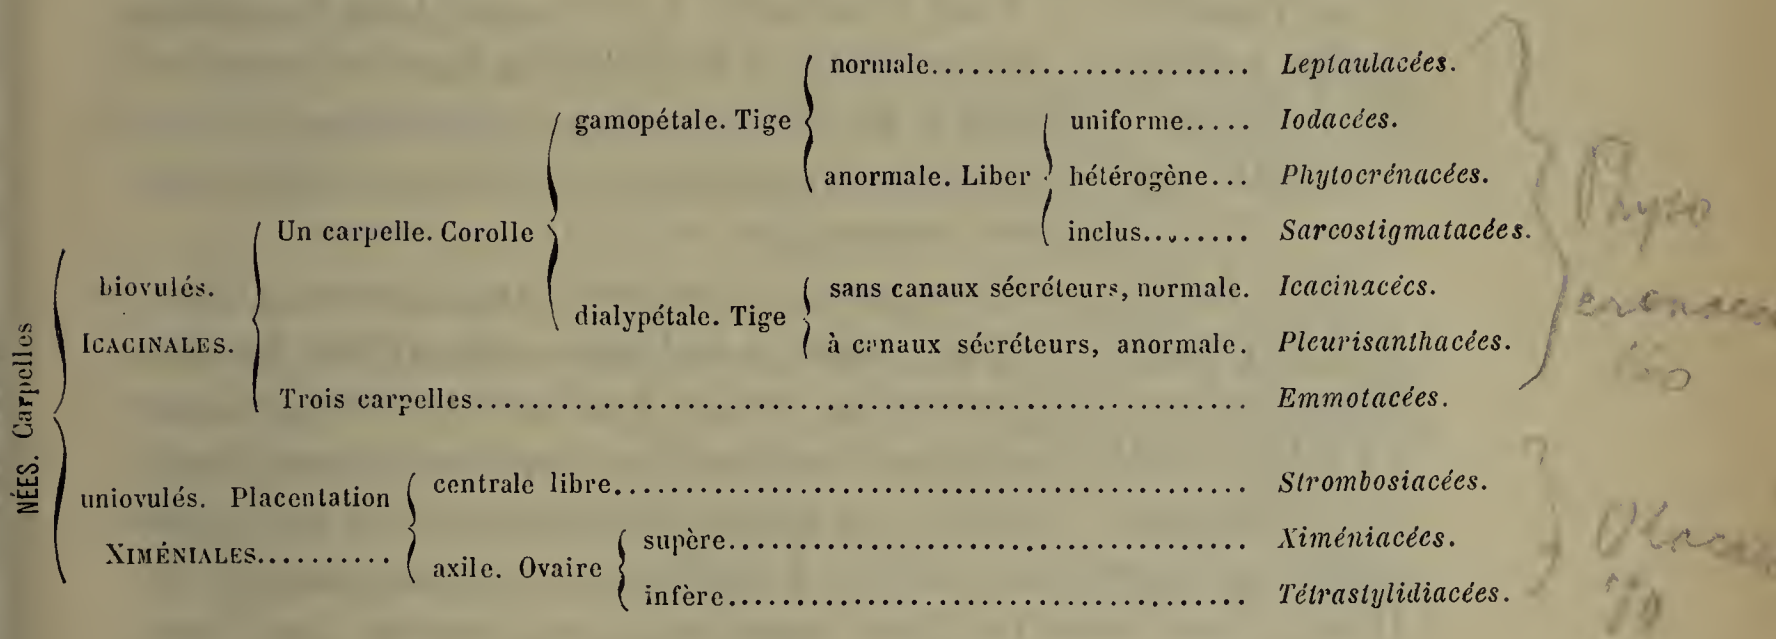 normale........................ Leptaulacées.
gamopétale. Tige
uniforme..... Iodacées.
anormale. Liber
hétérogène... Phytocrénacées.
Un carpelle. Corolle
inclus......... Sarcostigmatacées.
biovulés.
sans canaux sécréteurs, normale. Icacinacées.
dialypétale. Tige
ICACINALES.
à canaux sécréteurs, anormale. Pleurisanthacées.
Trois carpelles............................................................ Emmotacées.
NÉES. Carpelles
centrale libre.................................................. Strombosiacées.
uniovulés. Placentation
supère........................................ Ximéniacées.
XIMÉNIALES..........
axile. Ovaire
infère........................................ Tétrastylidiacées.